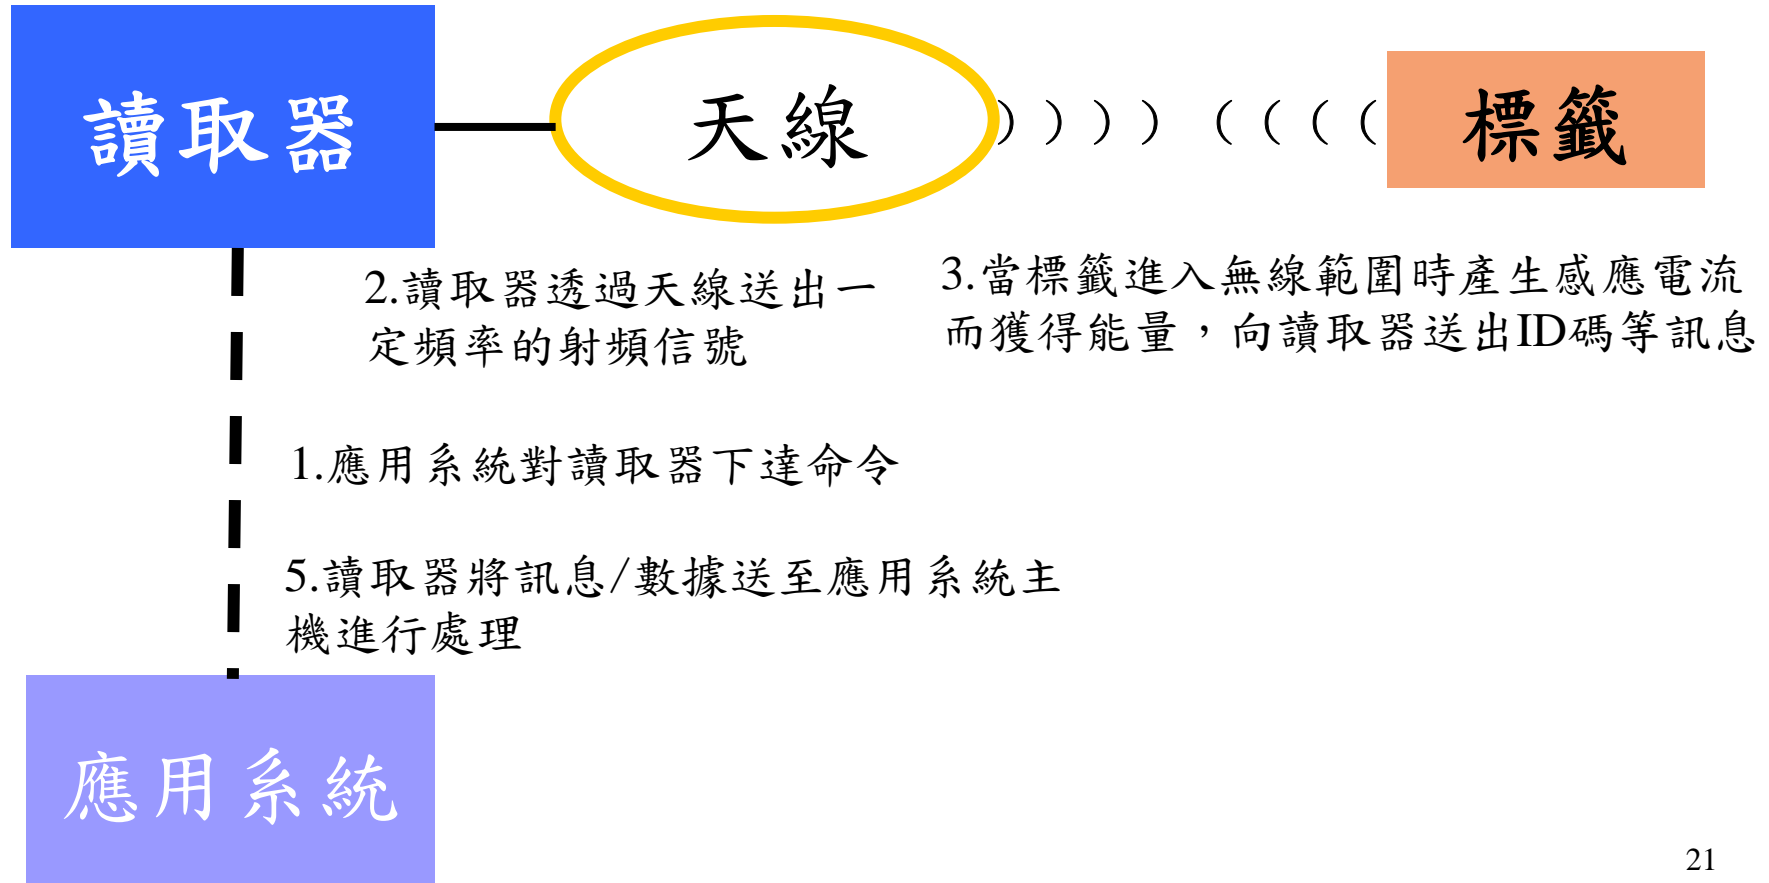 讀取器
天線
) ) ) ) ( ( ( (
標籤
2.讀取器透過天線送出一
定頻率的射頻信號
3.當標籤進入無線範圍時產生感應電流
而獲得能量，向讀取器送出ID碼等訊息
1.應用系統對讀取器下達命令
5.讀取器將訊息/數據送至應用系統主
機進行處理
應用系統
21